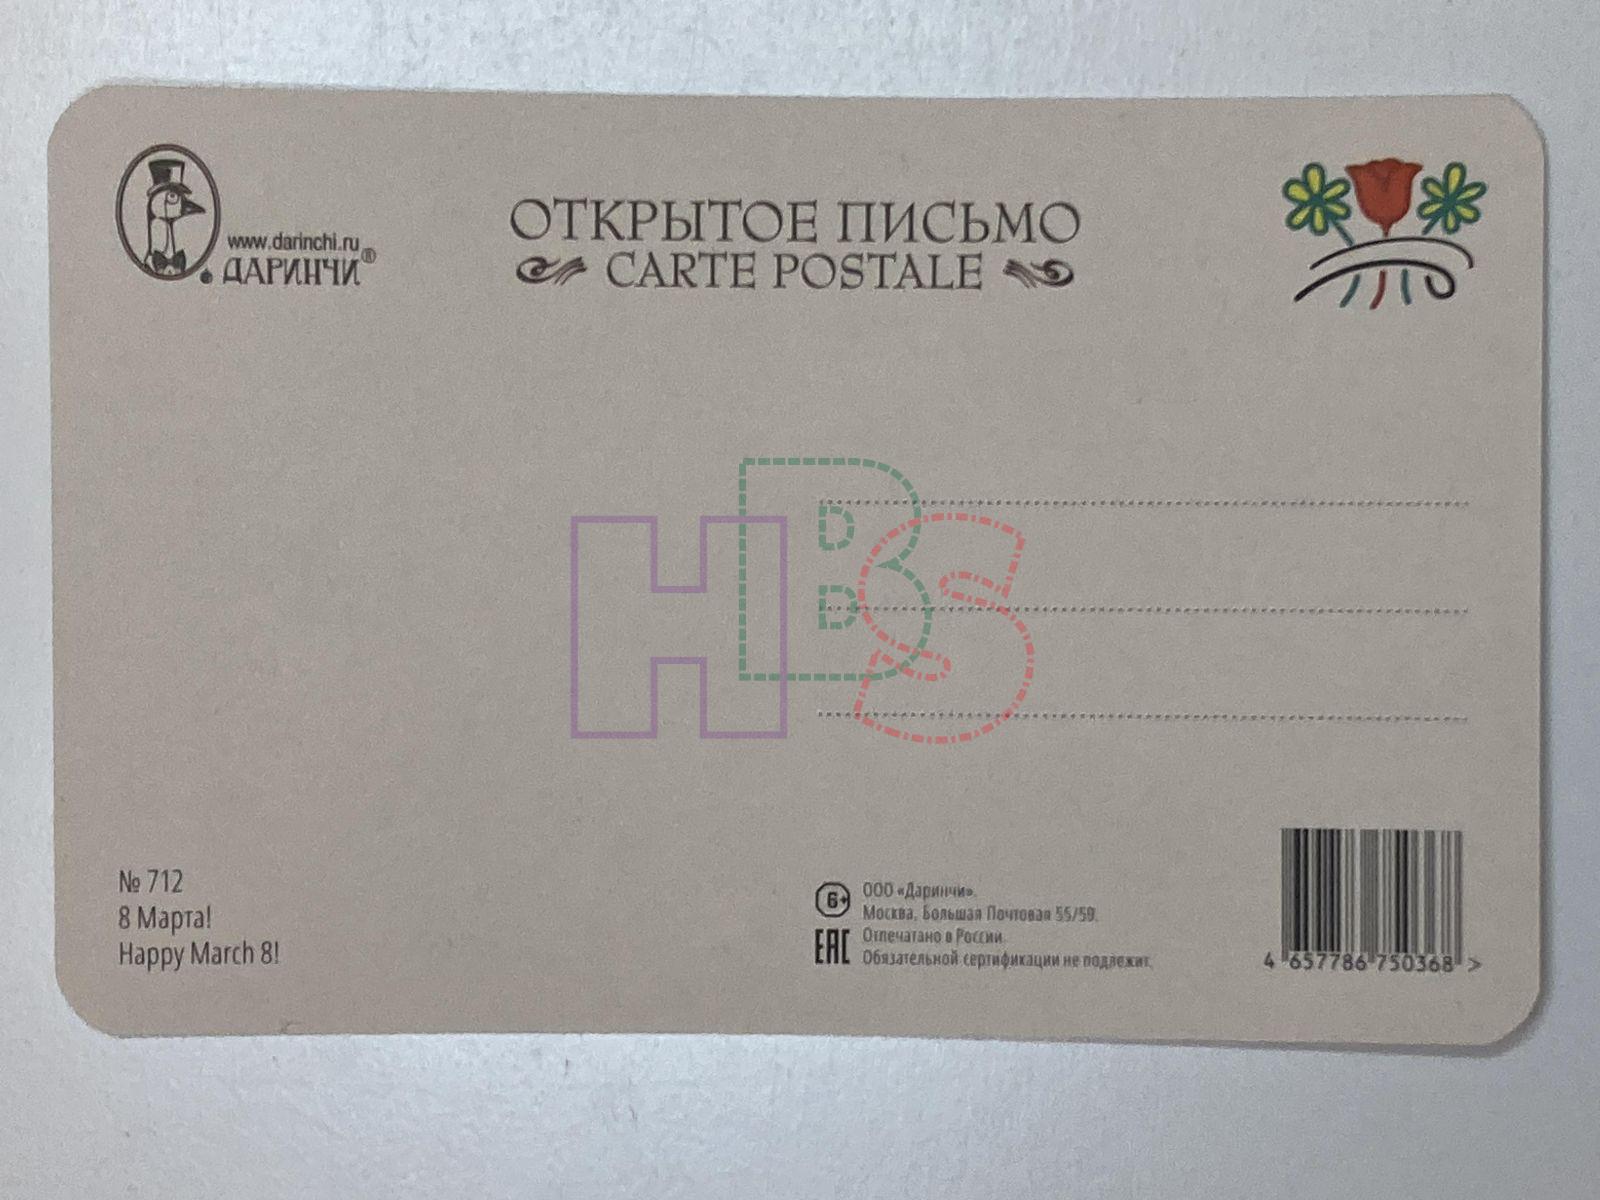 www.darinchi.ru
ДАРИНЧИ®
ОТКРЫТОЕ ПИСЬМО
CARTE POSTALE
HBS
№ 712
8 Марта!
Happy March 8!
6+
ООО «Даринчи».
Москва, Большая Почтовая 55/59.
EAC
Отпечатано в России.
Обязательной сертификации не подлежит.
4 657786 750368 >